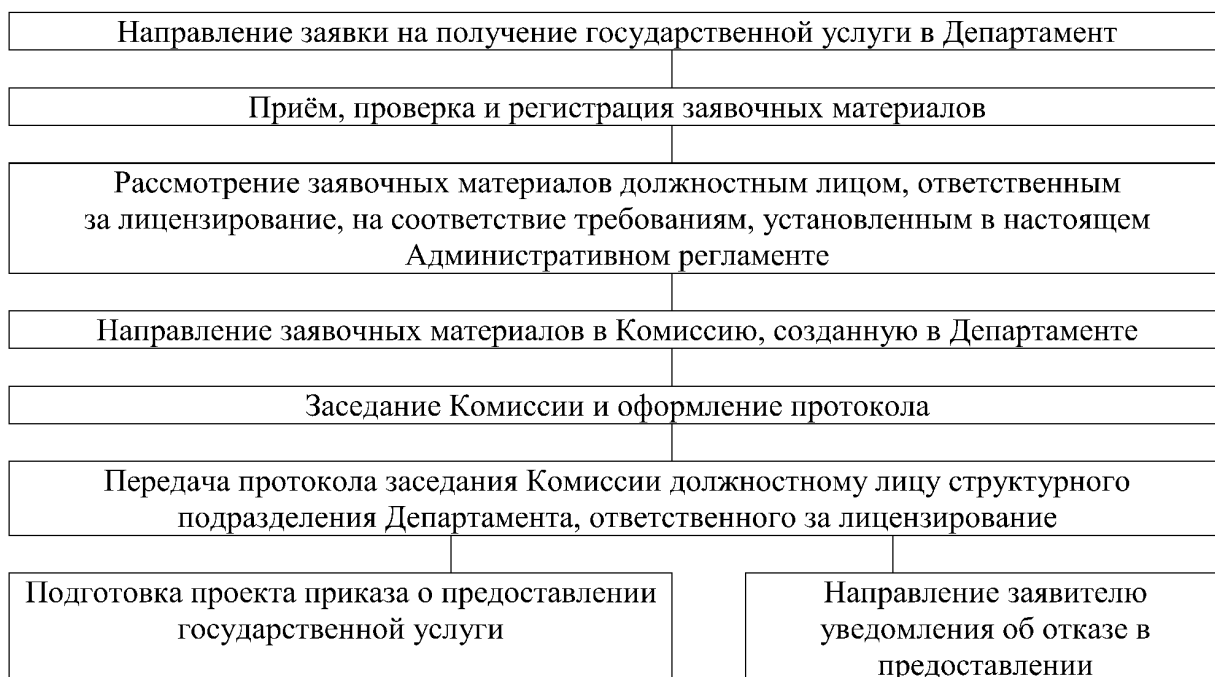 Направление заявки на получение государственной услуги в Департамент
Приём, проверка и регистрация заявочных материалов
Рассмотрение заявочных материалов должностным лицом, ответственным
за лицензирование, на соответствие требованиям, установленным в настоящем
Административном регламенте
Направление заявочных материалов в Комиссию, созданную в Департаменте
Заседание Комиссии и оформление протокола
Передача протокола заседания Комиссии должностному лицу структурного
подразделения Департамента, ответственного за лицензирование
Подготовка проекта приказа о предоставлении
государственной услуги
Направление заявителю
уведомления об отказе в
предоставлении